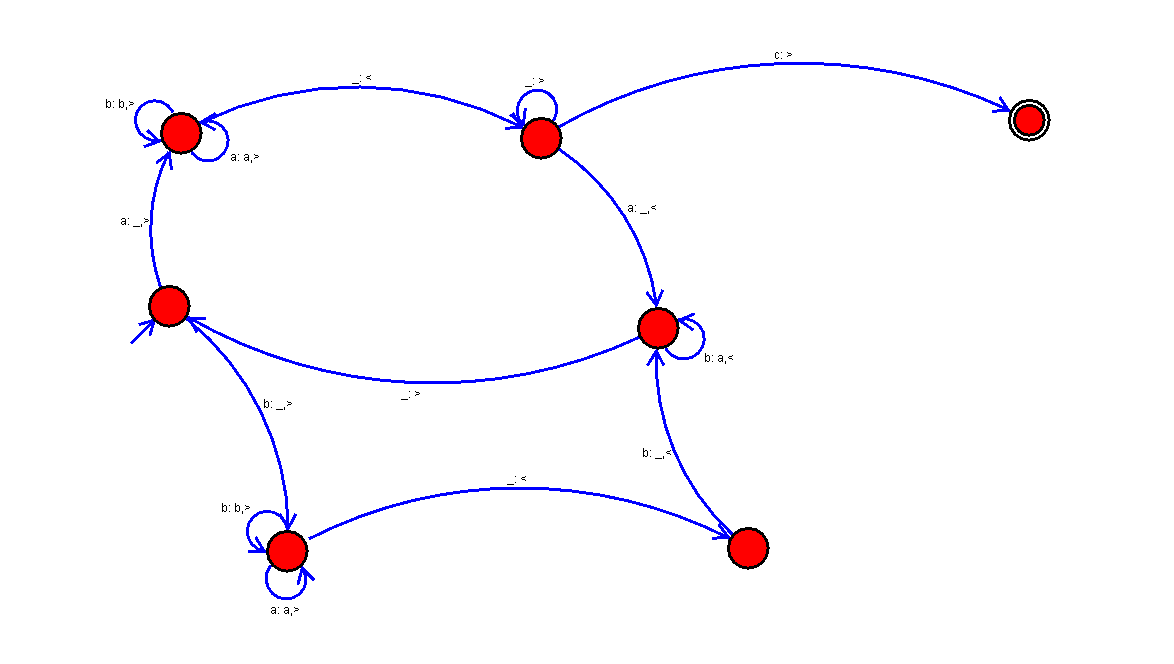 c: >
_: <
_: >
b: b,>
a: a,>
a: _,<
a: _,>
b: a,<
_: >
b: _,>
b: _,<
_: <
b: b,>
a: a,>